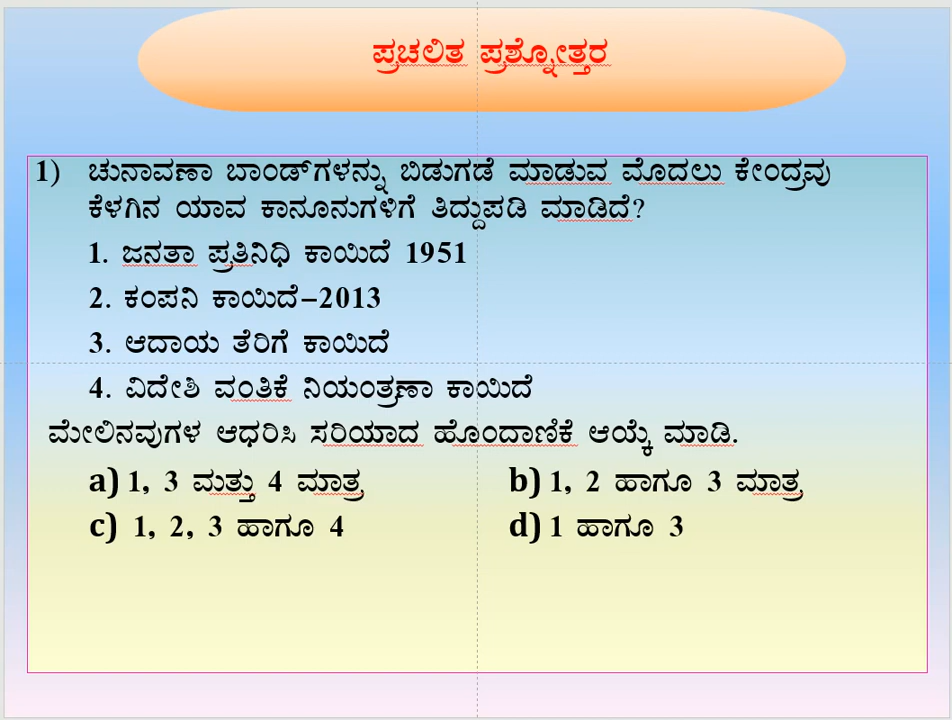 ಪ್ರಚಲಿತ ಪ್ರಶ್ನೋತ್ತರ
1) ಚುನಾವಣಾ ಬಾಂಡ್‌ಗಳನ್ನು ಬಿಡುಗಡೆ ಮಾಡುವ ಮೊದಲು ಕೇಂದ್ರವು
ಕೆಳಗಿನ ಯಾವ ಕಾನೂನುಗಳಿಗೆ ತಿದ್ದುಪಡಿ ಮಾಡಿದೆ?
1. ಜನತಾ ಪ್ರತಿನಿಧಿ ಕಾಯಿದೆ 1951
2. ಕಂಪನಿ ಕಾಯಿದೆ-2013
3. ಆದಾಯ ತೆರಿಗೆ ಕಾಯಿದೆ
4. ವಿದೇಶಿ ವಂತಿಕೆ ನಿಯಂತ್ರಣಾ ಕಾಯಿದೆ
ಮೇಲಿನವುಗಳ ಆಧರಿಸಿ ಸರಿಯಾದ ಹೊಂದಾಣಿಕೆ ಆಯ್ಕೆ ಮಾಡಿ.
a) 1, 3 ಮತ್ತು 4 ಮಾತ್ರ b) 1, 2 ಹಾಗೂ 3 ಮಾತ್ರ
c) 1, 2, 3 ಹಾಗೂ 4 d) 1 ಹಾಗೂ 3